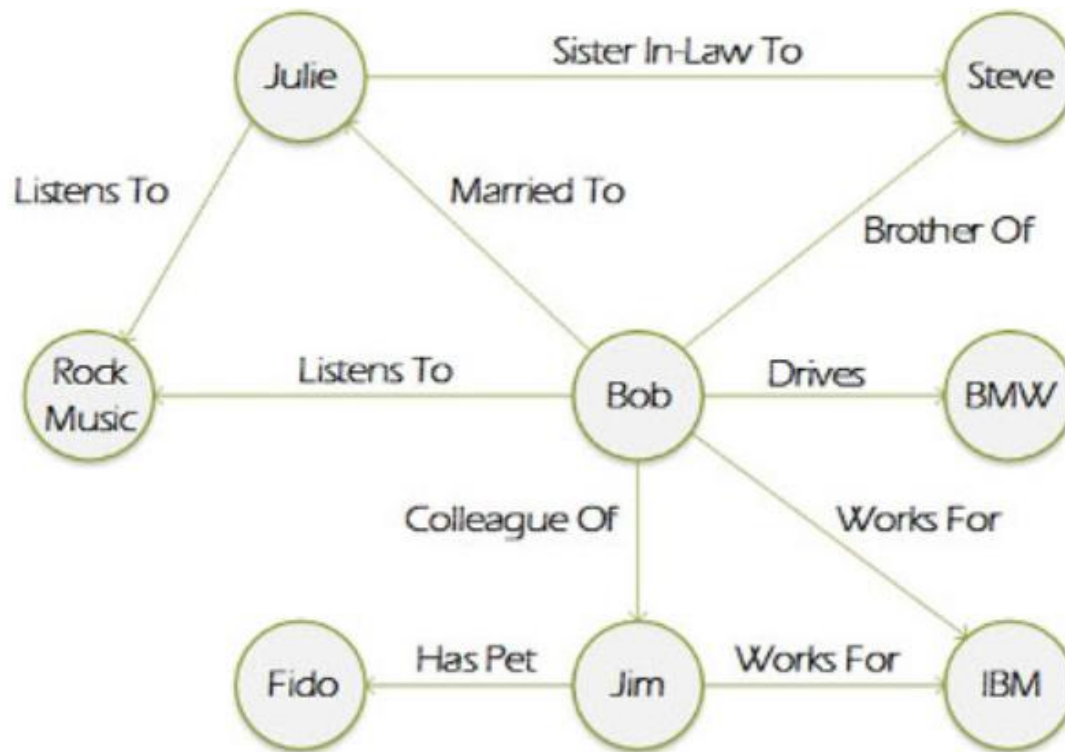 Sister In-Law To
Julie
Steve
Listens To
Married To
Brother Of
Rock
Music
Listens To
Bob
Drives
BMW
Colleague Of
Works For
Fido
Has Pet
Jim
Works For
IBM